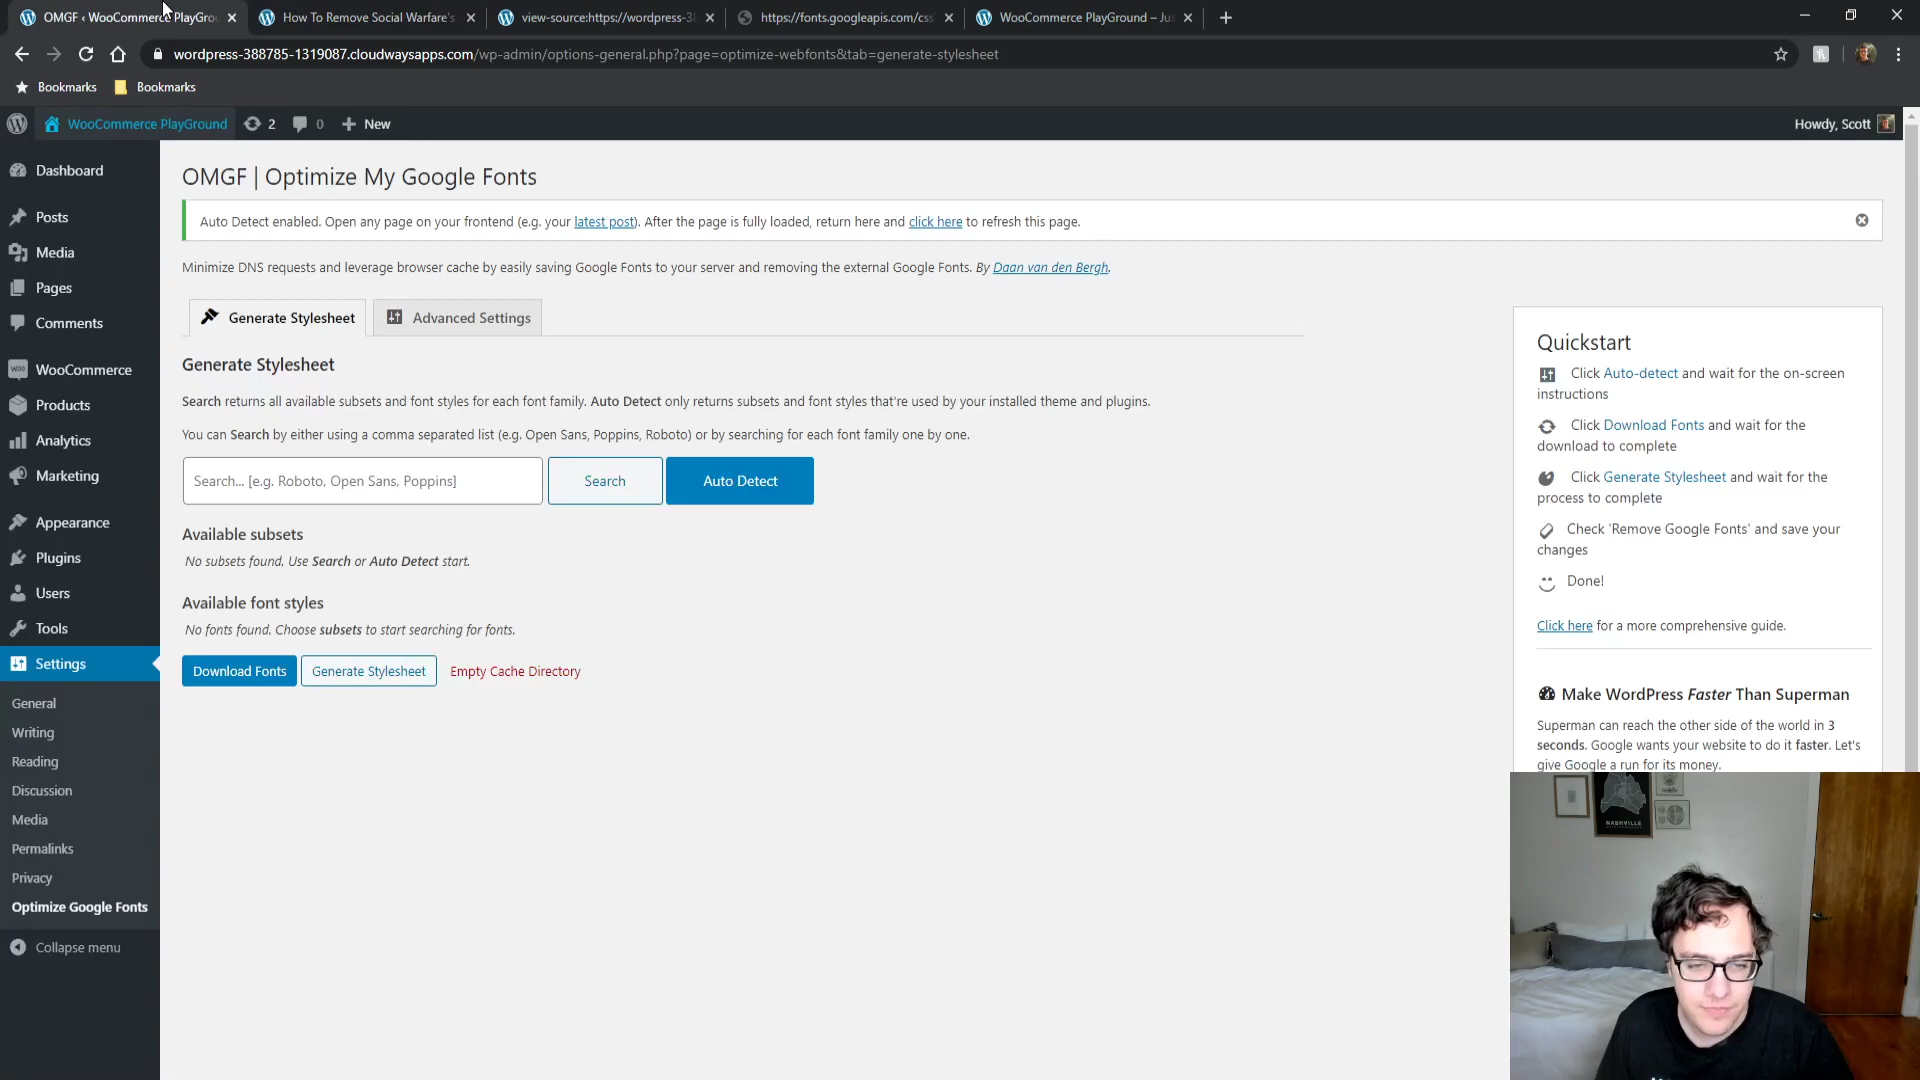 OMGF ‹ WooCommerce PlayGro
How To Remove Social Warfare's
view-source:https://wordpress-38
https://fonts.googleapis.com/css
WooCommerce PlayGround – Jus
wordpress-388785-1319087.cloudwaysapps.com/wp-admin/options-general.php?page=optimize-webfonts&tab=generate-stylesheet
Bookmarks
Bookmarks
WooCommerce PlayGround
2
0
New
Howdy, Scott
Dashboard
Posts
Media
Pages
Comments
WooCommerce
Products
Analytics
Marketing
Appearance
Plugins
Users
Tools
Settings
General
Writing
Reading
Discussion
Media
Permalinks
Privacy
Optimize Google Fonts
Collapse menu
OMGF | Optimize My Google Fonts
Auto Detect enabled. Open any page on your frontend (e.g. your latest post). After the page is fully loaded, return here and click here to refresh this page.
Minimize DNS requests and leverage browser cache by easily saving Google Fonts to your server and removing the external Google Fonts. By Daan van den Bergh.
Generate Stylesheet
Advanced Settings
Generate Stylesheet
Search returns all available subsets and font styles for each font family. Auto Detect only returns subsets and font styles that're used by your installed theme and plugins.
You can Search by either using a comma separated list (e.g. Open Sans, Poppins, Roboto) or by searching for each font family one by one.
Search... [e.g. Roboto, Open Sans, Poppins]
Search
Auto Detect
Available subsets
No subsets found. Use Search or Auto Detect start.
Available font styles
No fonts found. Choose subsets to start searching for fonts.
Download Fonts
Generate Stylesheet
Empty Cache Directory
Quickstart
Click Auto-detect and wait for the on-screen
instructions
Click Download Fonts and wait for the
download to complete
Click Generate Stylesheet and wait for the
process to complete
Check 'Remove Google Fonts' and save your
changes
Done!
Click here for a more comprehensive guide.
Make WordPress Faster Than Superman
Superman can reach the other side of the world in 3
seconds. Google wants your website to do it faster. Let's
give Google a run for its money.
NASHVILLE